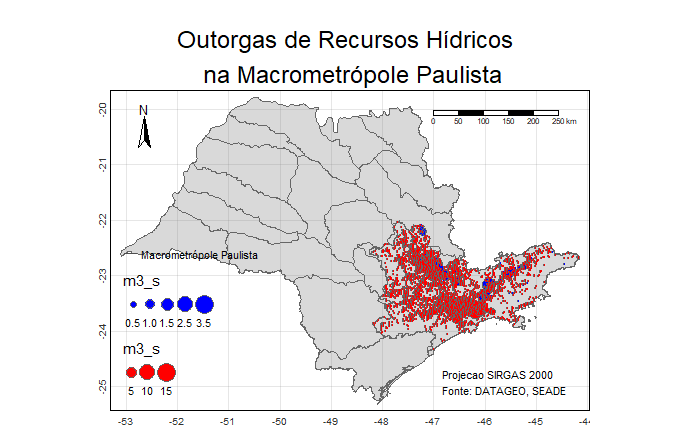 Outorgas de Recursos Hídricos
na Macrometrópole Paulista
N
0 50 100 150 200 250 km
-20
-21
-22
-23
-24
-25
Macrometrópole Paulista
m3_s
0.5 1.0 1.5 2.5 3.5
m3_s
5 10 15
Projecao SIRGAS 2000
Fonte: DATAGEO, SEADE
-53 -52 -51 -50 -49 -48 -47 -46 -45 -4